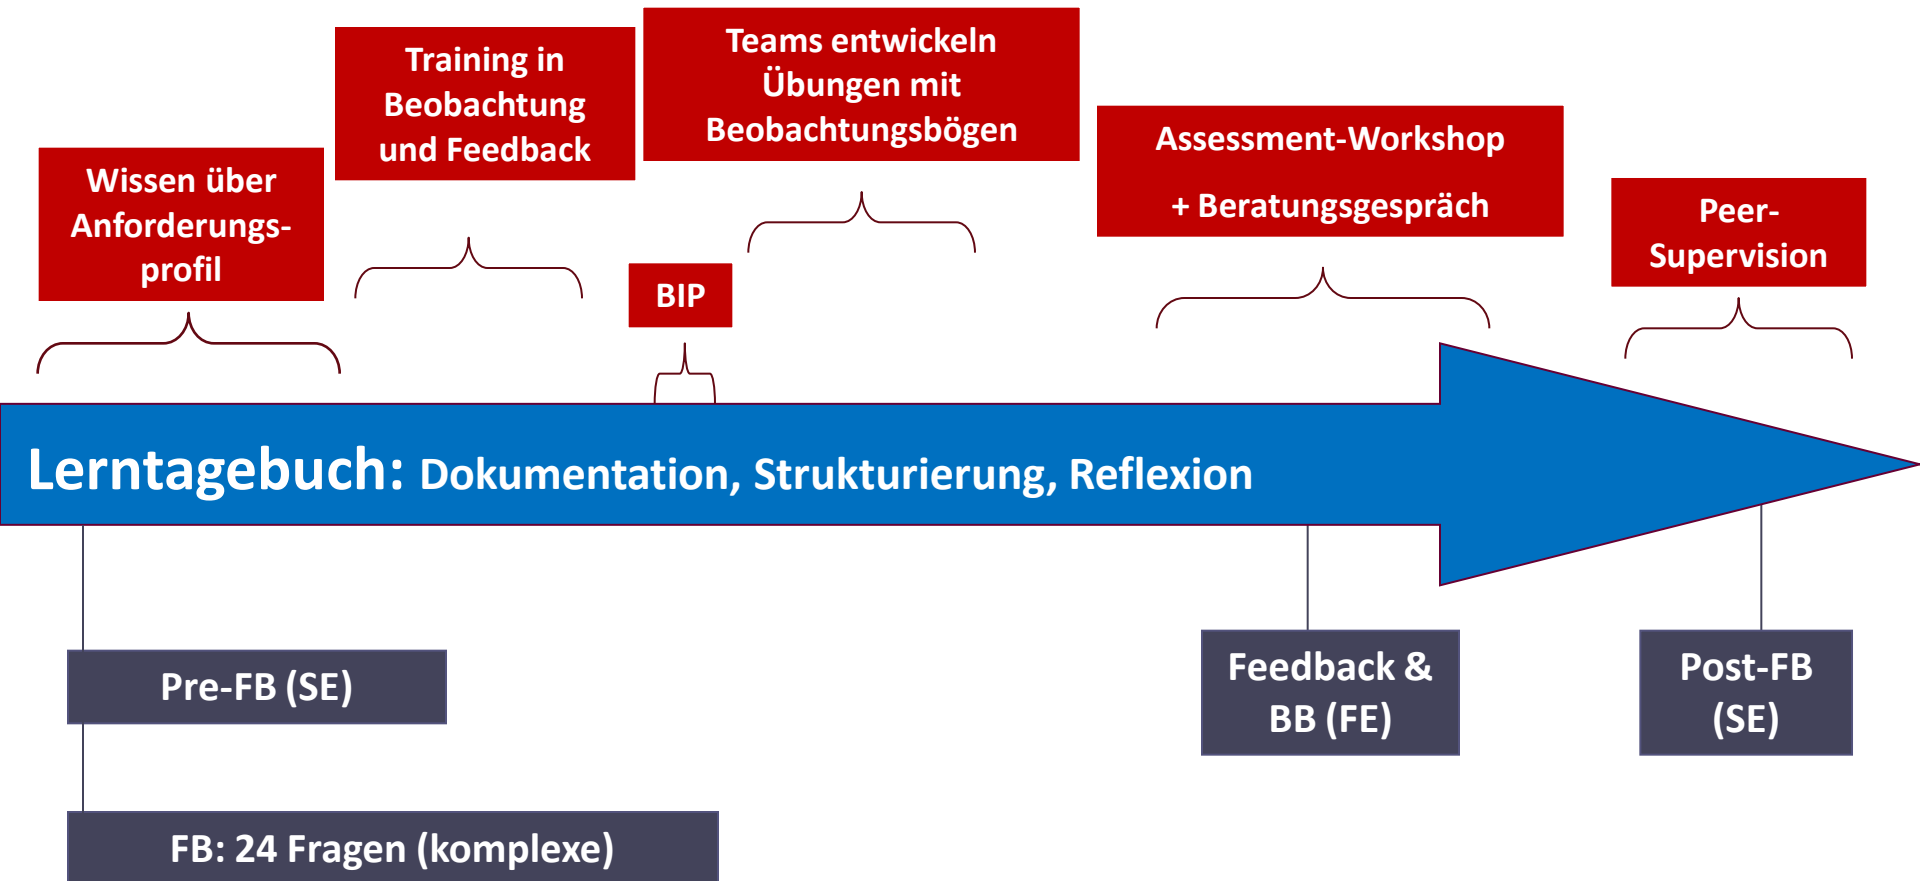 Wissen über
Anforderungs-
profil
Training in
Beobachtung
und Feedback
BIP
Teams entwickeln
Übungen mit
Beobachtungsbögen
Assessment-Workshop
+ Beratungsgespräch
Peer-
Supervision
Lerntagebuch: Dokumentation, Strukturierung, Reflexion
Pre-FB (SE)
FB: 24 Fragen (komplexe)
Feedback &
BB (FE)
Post-FB
(SE)